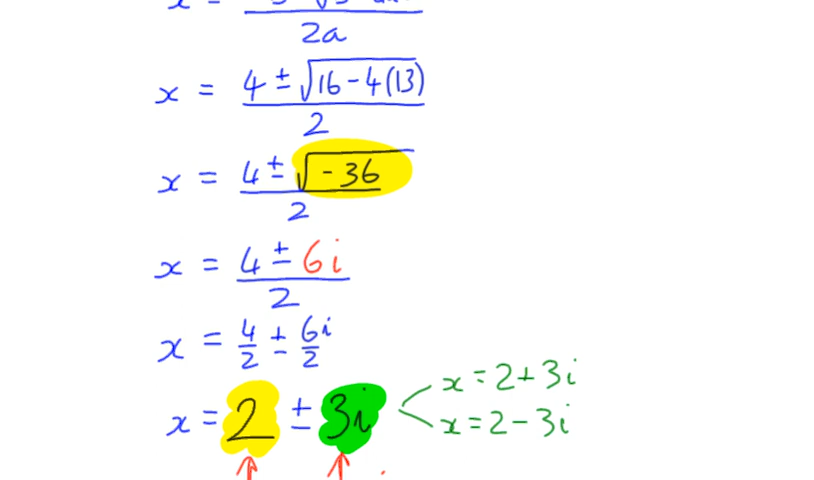 2a
x = 4 ± √16 - 4(13)
2
x = 4 ± √-36
2
x = 4 ± 6i
2
x = 4/2 ± 6i/2
x = 2 ± 3i
x = 2 + 3i
x = 2 - 3i